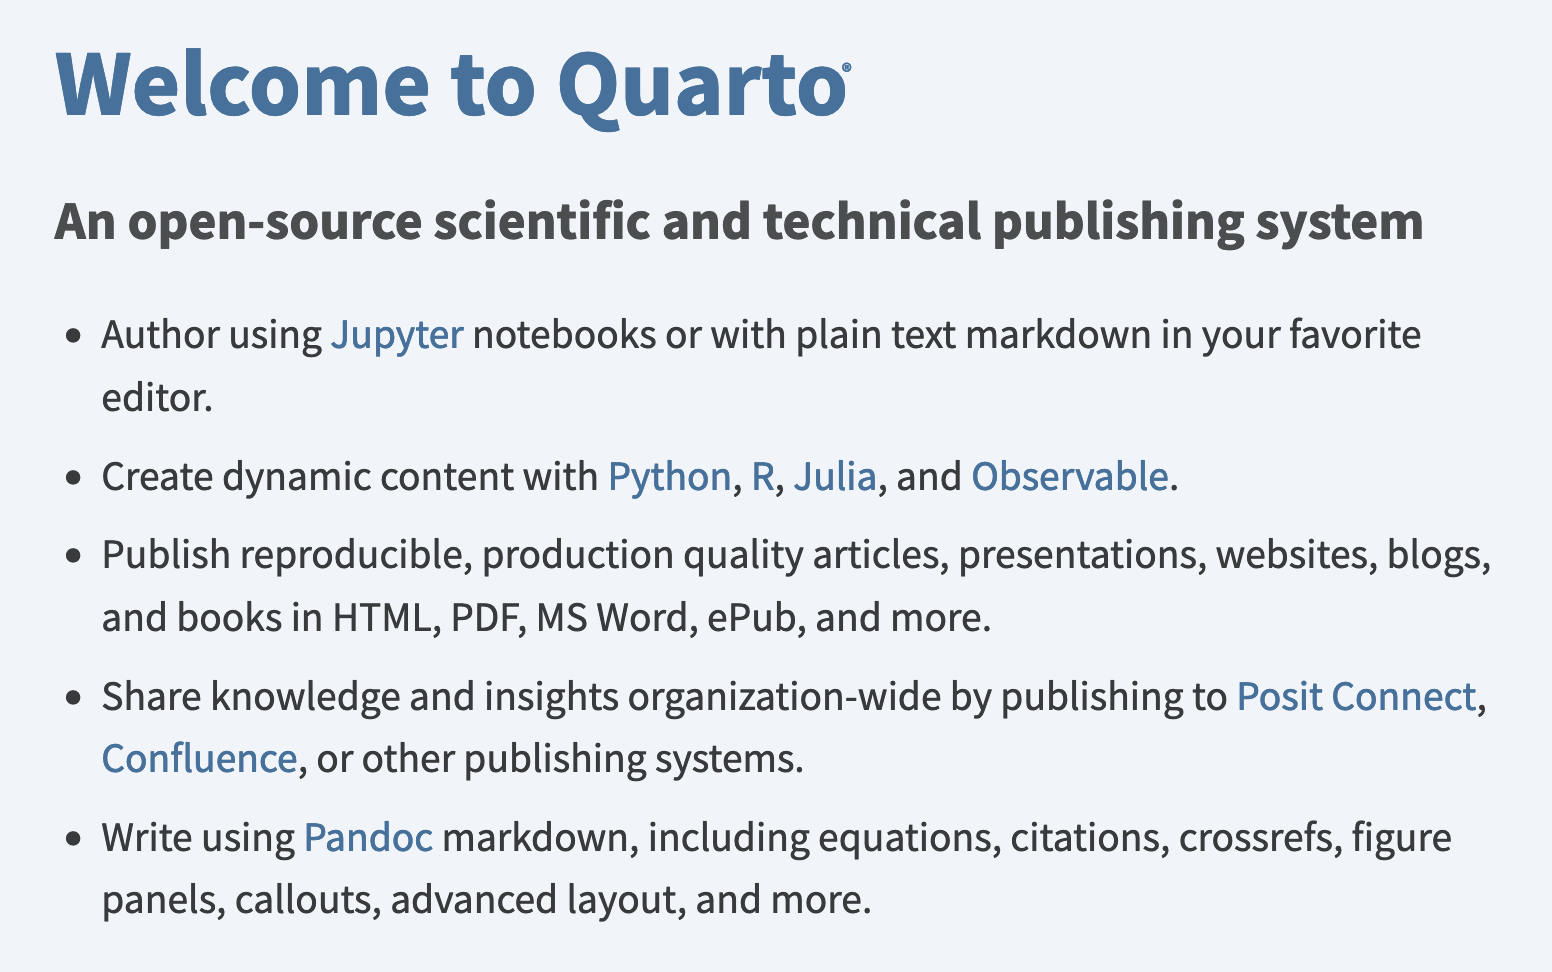 Welcome to Quarto®
An open-source scientific and technical publishing system
• Author using Jupyter notebooks or with plain text markdown in your favorite
editor.
• Create dynamic content with Python, R, Julia, and Observable.
• Publish reproducible, production quality articles, presentations, websites, blogs,
and books in HTML, PDF, MS Word, ePub, and more.
• Share knowledge and insights organization-wide by publishing to Posit Connect,
Confluence, or other publishing systems.
• Write using Pandoc markdown, including equations, citations, crossrefs, figure
panels, callouts, advanced layout, and more.